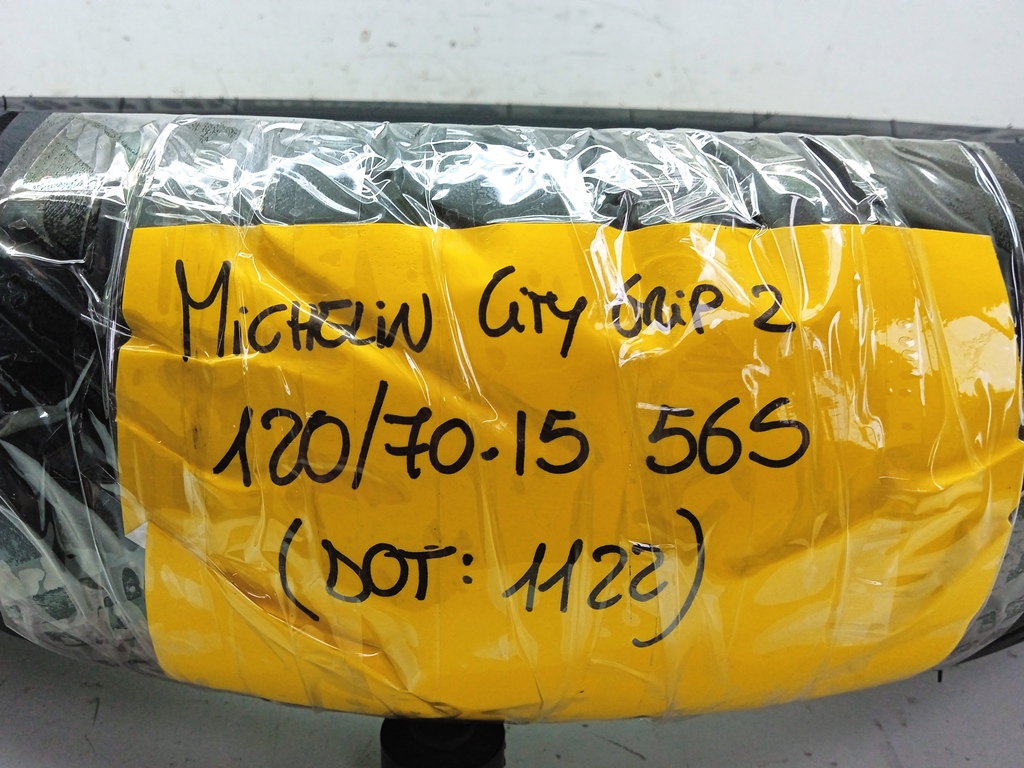 MiCHELiN CiTy GRiP 2
120/70.15 56S
(DOT: 1122)